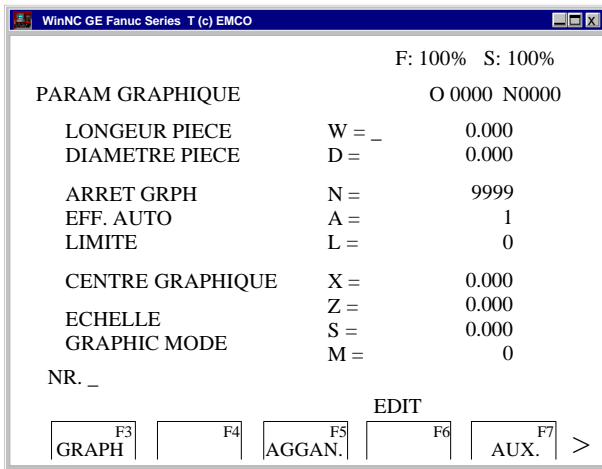 WinNC GE Fanuc Series T (c) EMCO
F: 100% S: 100%
PARAM GRAPHIQUE O 0000 N0000
LONGEUR PIECE W = _ 0.000
DIAMETRE PIECE D = 0.000
ARRET GRPH N = 9999
EFF. AUTO A = 1
LIMITE L = 0
CENTRE GRAPHIQUE X = 0.000
Z = 0.000
ECHELLE S = 0.000
GRAPHIC MODE M = 0
NR. _
EDIT
F3 F4 F5 F6 F7
GRAPH AGGAN. AUX. >